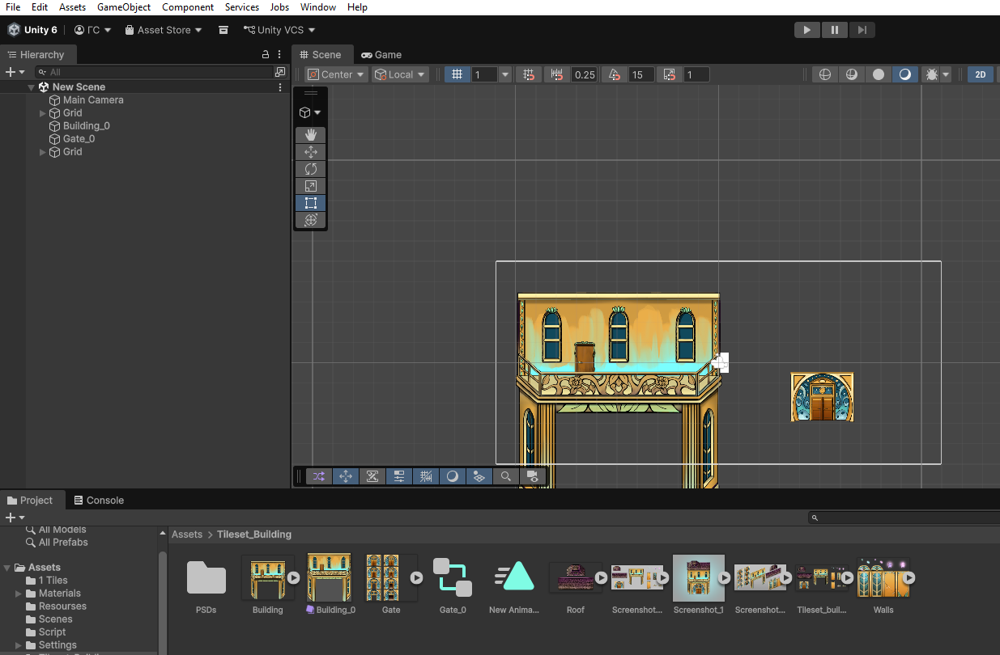 File Edit Assets GameObject Component Services Jobs Window Help
Unity 6 ГС Asset Store Unity VCS
Hierarchy Scene Game
All Center Local 1 0.25 15 1 2D
New Scene
Main Camera
Grid
Building_0
Gate_0
Grid
Project Console
All Models
All Prefabs
Assets
1 Tiles
Materials
Resourses
Scenes
Script
Settings
Assets > Tileset_Building
PSDs Building Building_0 Gate Gate_0 New Anima... Roof Screenshot... Screenshot_1 Screenshot... Tileset_buil... Walls